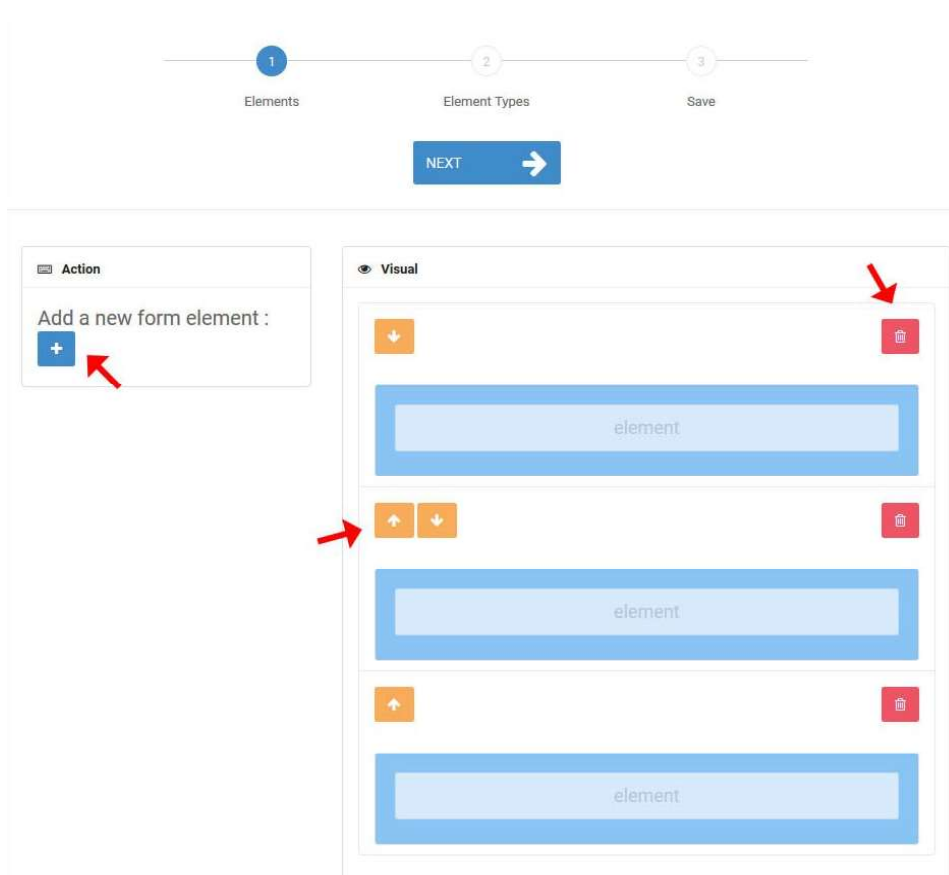 1
2
3
Elements
Element Types
Save
NEXT
Action
Add a new form element :
Visual
element
element
element